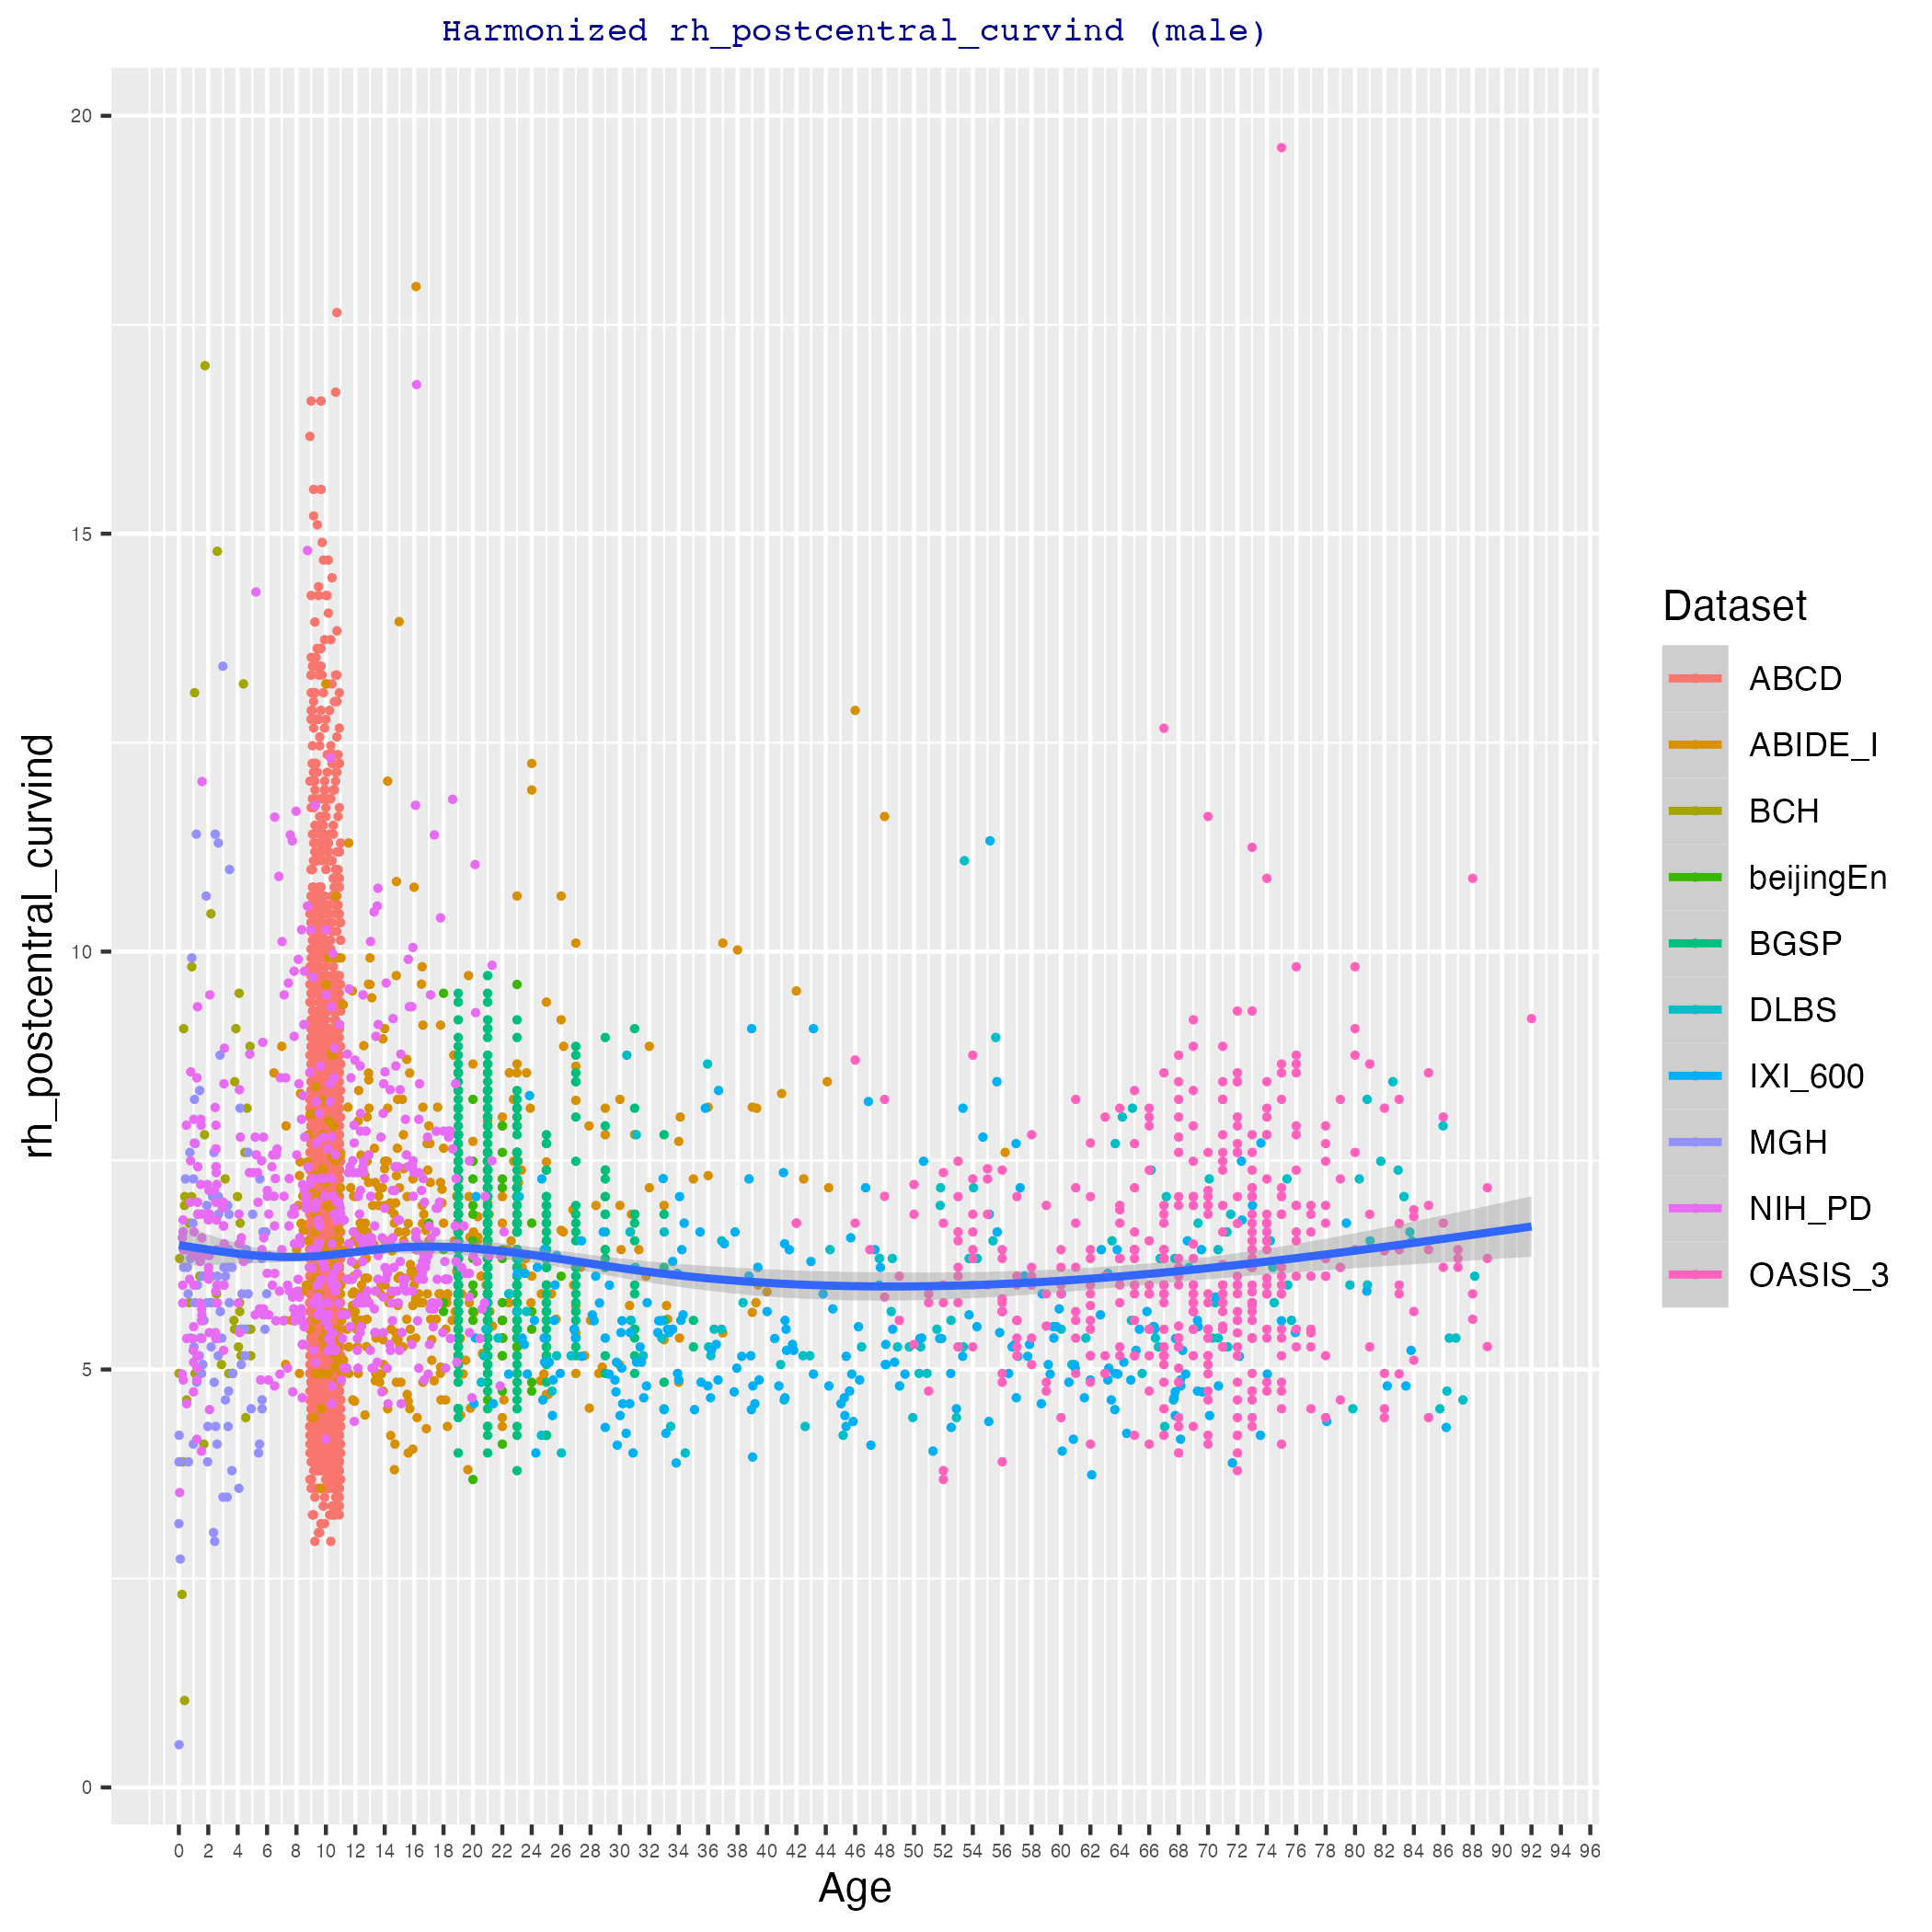 Harmonized rh_postcentral_curvind (male)
20
15
10
5
0
rh_postcentral_curvind
0 2 4 6 8 10 12 14 16 18 20 22 24 26 28 30 32 34 36 38 40 42 44 46 48 50 52 54 56 58 60 62 64 66 68 70 72 74 76 78 80 82 84 86 88 90 92 94 96
Age
Dataset
ABCD
ABIDE_I
BCH
beijingEn
BGSP
DLBS
IXI_600
MGH
NIH_PD
OASIS_3